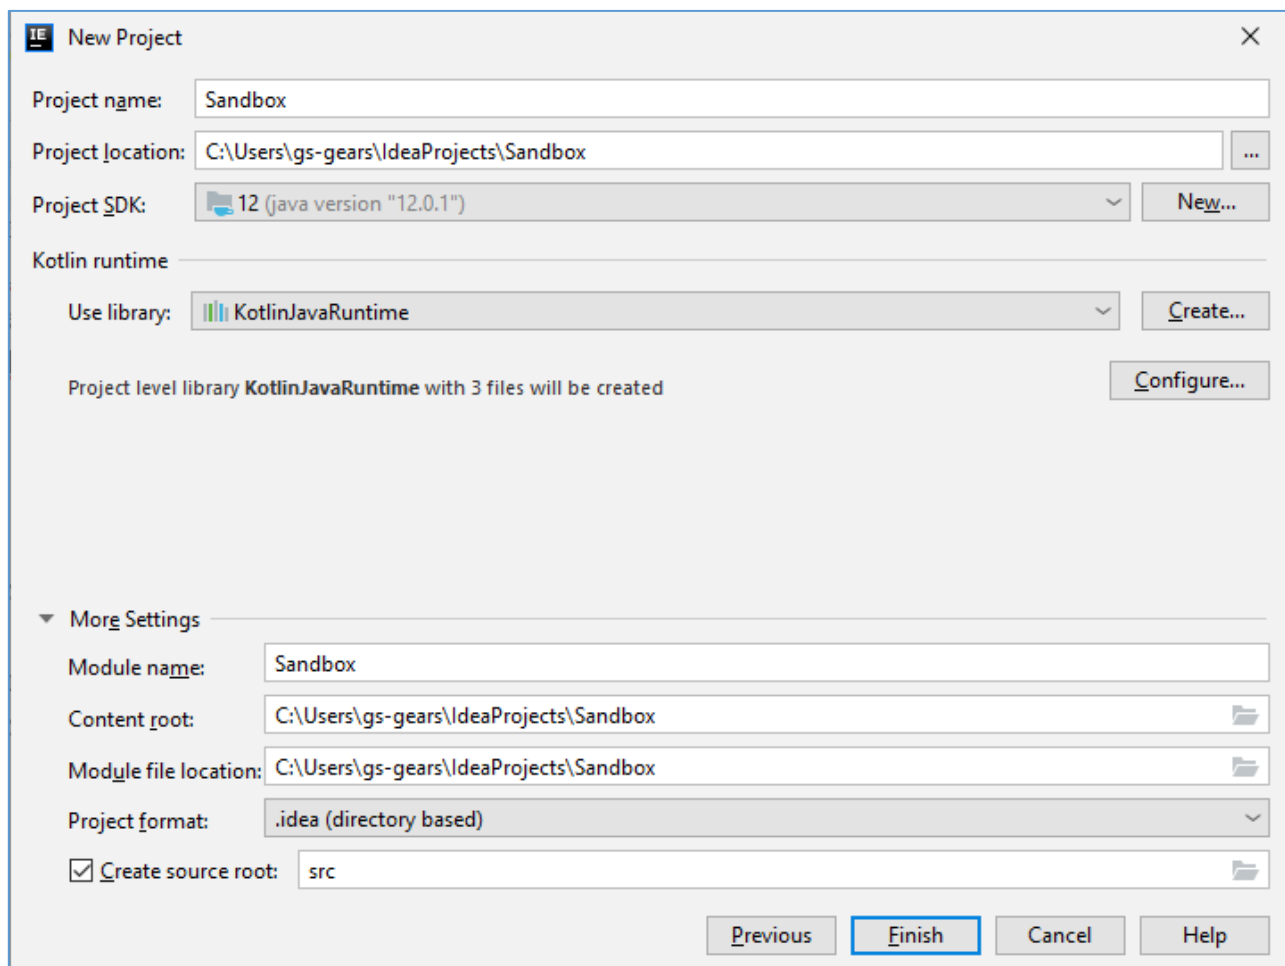 IE New Project
Project name: Sandbox
Project location: C:\Users\gs-gears\IdeaProjects\Sandbox ...
Project SDK: 12 (java version "12.0.1") New...
Kotlin runtime
Use library: KotlinJavaRuntime Create...
Project level library KotlinJavaRuntime with 3 files will be created Configure...
More Settings
Module name: Sandbox
Content root: C:\Users\gs-gears\IdeaProjects\Sandbox
Module file location: C:\Users\gs-gears\IdeaProjects\Sandbox
Project format: .idea (directory based)
Create source root: src
Previous Finish Cancel Help